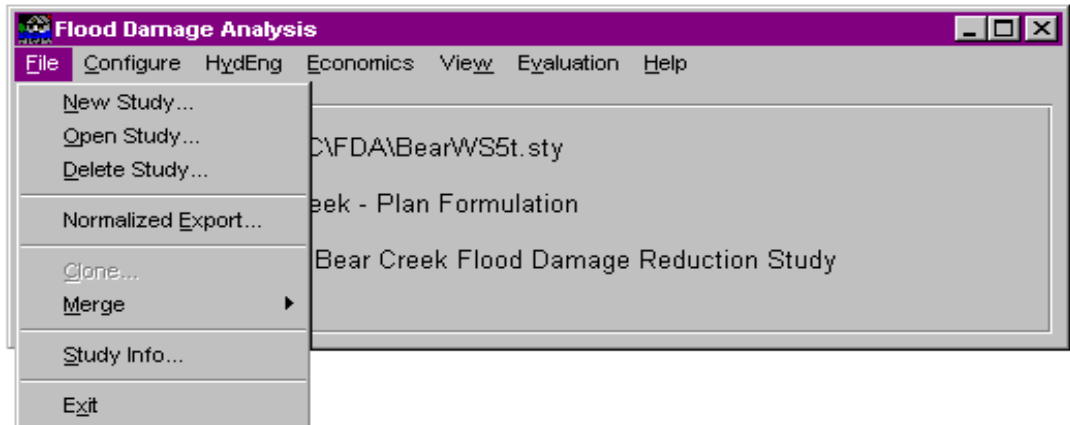 Flood Damage Analysis
File Configure HydEng Economics View Evaluation Help
New Study...
Open Study...
Delete Study...
Normalized Export...
Clone...
Merge
Study Info...
Exit
C\FDA\BearWS5t.sty
eek - Plan Formulation
Bear Creek Flood Damage Reduction Study